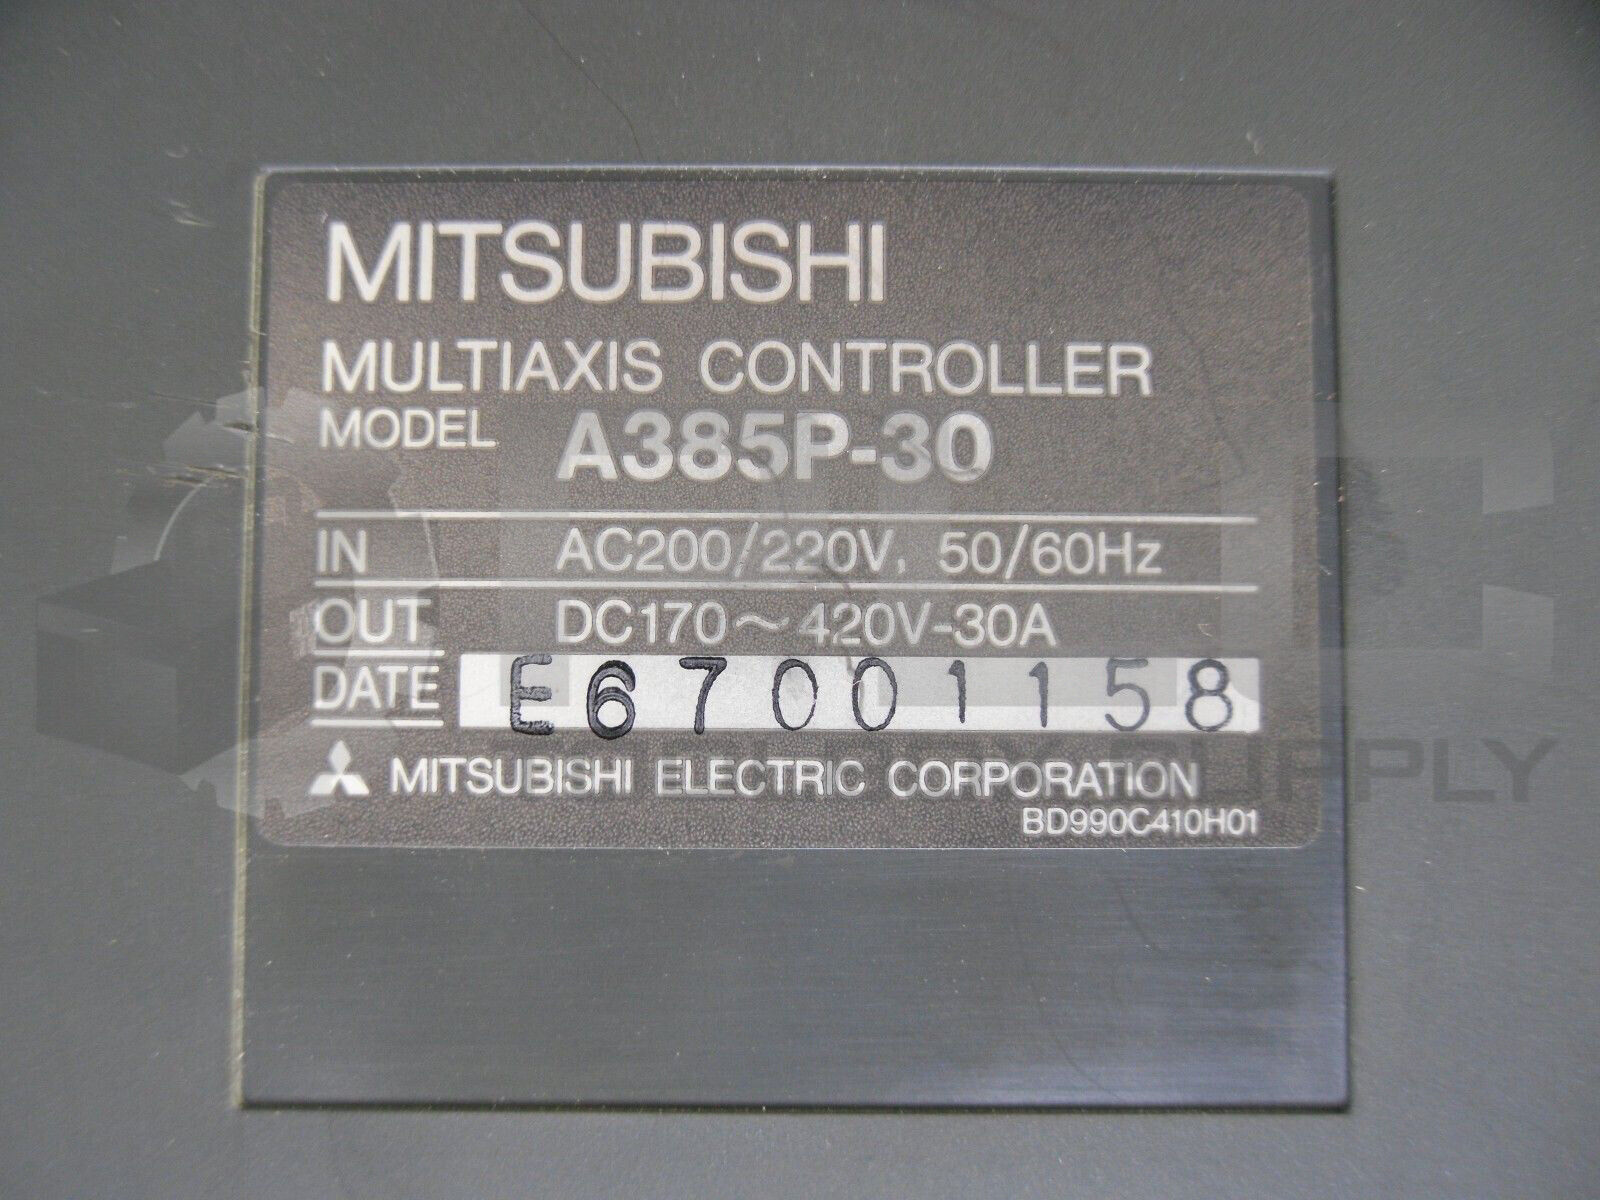 MITSUBISHI
MULTIAXIS CONTROLLER
MODEL A385P-30
IN AC200/220V, 50/60Hz
OUT DC170～420V-30A
DATE E67001158
MITSUBISHI ELECTRIC CORPORATION
BD990C410H01
SUPPLY